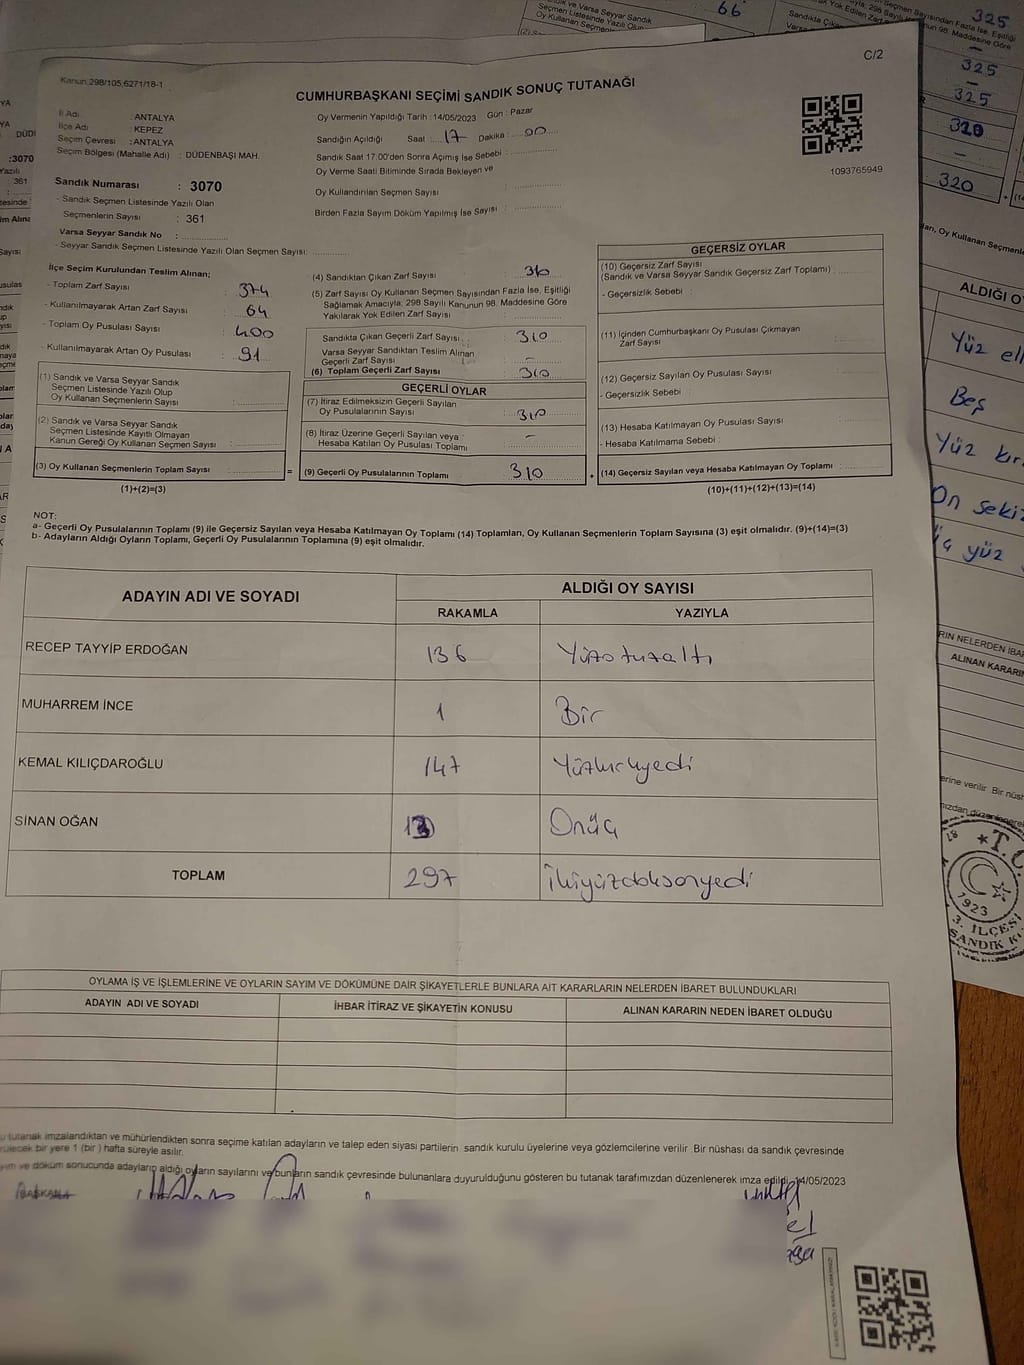 C/2
Kanun 298/105,6271/18-1
CUMHURBAŞKANI SEÇİMİ SANDIK SONUÇ TUTANAĞI
İl Adı : ANTALYA
İlçe Adı : KEPEZ
Seçim Çevresi : ANTALYA
Seçim Bölgesi (Mahalle Adı) : DÜDENBAŞI MAH.
Sandık Numarası : 3070
- Sandık Seçmen Listesinde Yazılı Olan
Seçmenlerin Sayısı : 361
Varsa Seyyar Sandık No :
- Seyyar Sandık Seçmen Listesinde Yazılı Olan Seçmen Sayısı:
Oy Vermenin Yapıldığı Tarih : 14/05/2023 Gün : Pazar
Sandığın Açıldığı Saat : 17 Dakika : 00
Sandık Saat 17:00'den Sonra Açımış İse Sebebi :
Oy Verme Saati Bitiminde Sırada Bekleyen ve
Oy Kullandırılan Seçmen Sayısı :
Birden Fazla Sayım Döküm Yapılmış İse Sayısı :
1093765949
İlçe Seçim Kurulundan Teslim Alınan;
- Toplam Zarf Sayısı : 374
- Kullanılmayarak Artan Zarf Sayısı : 64
- Toplam Oy Pusulası Sayısı : 400
- Kullanılmayarak Artan Oy Pusulası : 91
(1) Sandık ve Varsa Seyyar Sandık
Seçmen Listesinde Yazılı Olup
Oy Kullanan Seçmenlerin Sayısı :
(2) Sandık ve Varsa Seyyar Sandık
Seçmen Listesinde Kayıtlı Olmayan
Kanun Gereği Oy Kullanan Seçmen Sayısı :
(3) Oy Kullanan Seçmenlerin Toplam Sayısı :
(1)+(2)=(3)
(4) Sandıktan Çıkan Zarf Sayısı : 310
(5) Zarf Sayısı Oy Kullanan Seçmen Sayısından Fazla İse, Eşitliği
Sağlamak Amacıyla; 298 Sayılı Kanunun 98. Maddesine Göre
Yakılarak Yok Edilen Zarf Sayısı :
Sandıkta Çıkan Geçerli Zarf Sayısı : 310
Varsa Seyyar Sandıktan Teslim Alınan
Geçerli Zarf Sayısı : -
(6) Toplam Geçerli Zarf Sayısı : 310
GEÇERLİ OYLAR
(7) İtiraz Edilmeksizin Geçerli Sayılan
Oy Pusulalarının Sayısı : 310
(8) İtiraz Üzerine Geçerli Sayılan veya
Hesaba Katılan Oy Pusulası Toplamı : -
(9) Geçerli Oy Pusulalarının Toplamı : 310
GEÇERSİZ OYLAR
(10) Geçersiz Zarf Sayısı
(Sandık ve Varsa Seyyar Sandık Geçersiz Zarf Toplamı) :
- Geçersizlik Sebebi :
(11) İçinden Cumhurbaşkanı Oy Pusulası Çıkmayan
Zarf Sayısı :
(12) Geçersiz Sayılan Oy Pusulası Sayısı :
- Geçersizlik Sebebi :
(13) Hesaba Katılmayan Oy Pusulası Sayısı :
- Hesaba Katılmama Sebebi :
(14) Geçersiz Sayılan veya Hesaba Katılmayan Oy Toplamı :
(10)+(11)+(12)+(13)=(14)
NOT:
a- Geçerli Oy Pusulalarının Toplamı (9) ile Geçersiz Sayılan veya Hesaba Katılmayan Oy Toplamı (14) Toplamları, Oy Kullanan Seçmenlerin Toplam Sayısına (3) eşit olmalıdır. (9)+(14)=(3)
b- Adayların Aldığı Oyların Toplamı, Geçerli Oy Pusulalarının Toplamına (9) eşit olmalıdır.
ADAYIN ADI VE SOYADI ALDIĞI OY SAYISI
RAKAMLA YAZIYLA
RECEP TAYYİP ERDOĞAN 136 Yüzotuzaltı
MUHARREM İNCE 1 Bir
KEMAL KILIÇDAROĞLU 147 Yüzkırkyedi
SİNAN OĞAN 13 Onüç
TOPLAM 297 İkiyüzdoksanyedi
OYLAMA İŞ VE İŞLEMLERİNE VE OYLARIN SAYIM VE DÖKÜMÜNE DAİR ŞİKAYETLERLE BUNLARA AİT KARARLARIN NELERDEN İBARET BULUNDUKLARI
ADAYIN ADI VE SOYADI İHBAR İTİRAZ VE ŞİKAYETİN KONUSU ALINAN KARARIN NEDEN İBARET OLDUĞU
tutanak imzalandıktan ve mühürlendikten sonra seçime katılan adayların ve talep eden siyasi partilerin sandık kurulu üyelerine veya gözlemcilerine verilir. Bir nüshası da sandık çevresinde
bir yere 1 (bir) hafta süreyle asılır.
ve döküm sonucunda adayların aldığı oyların sayılarını ve bunların sandık çevresinde bulunanlara duyurulduğunu gösteren bu tutanak tarafımızdan düzenlenerek imza edildi. 14/05/2023
BAŞKAN
66
325
325
325
320
-
320
ALDIĞI O
Yüz
Beş
Yüz
On sekiz
yüz
ALINAN KARARIN
T.C.
1923
3. İLÇESİ
SANDIK